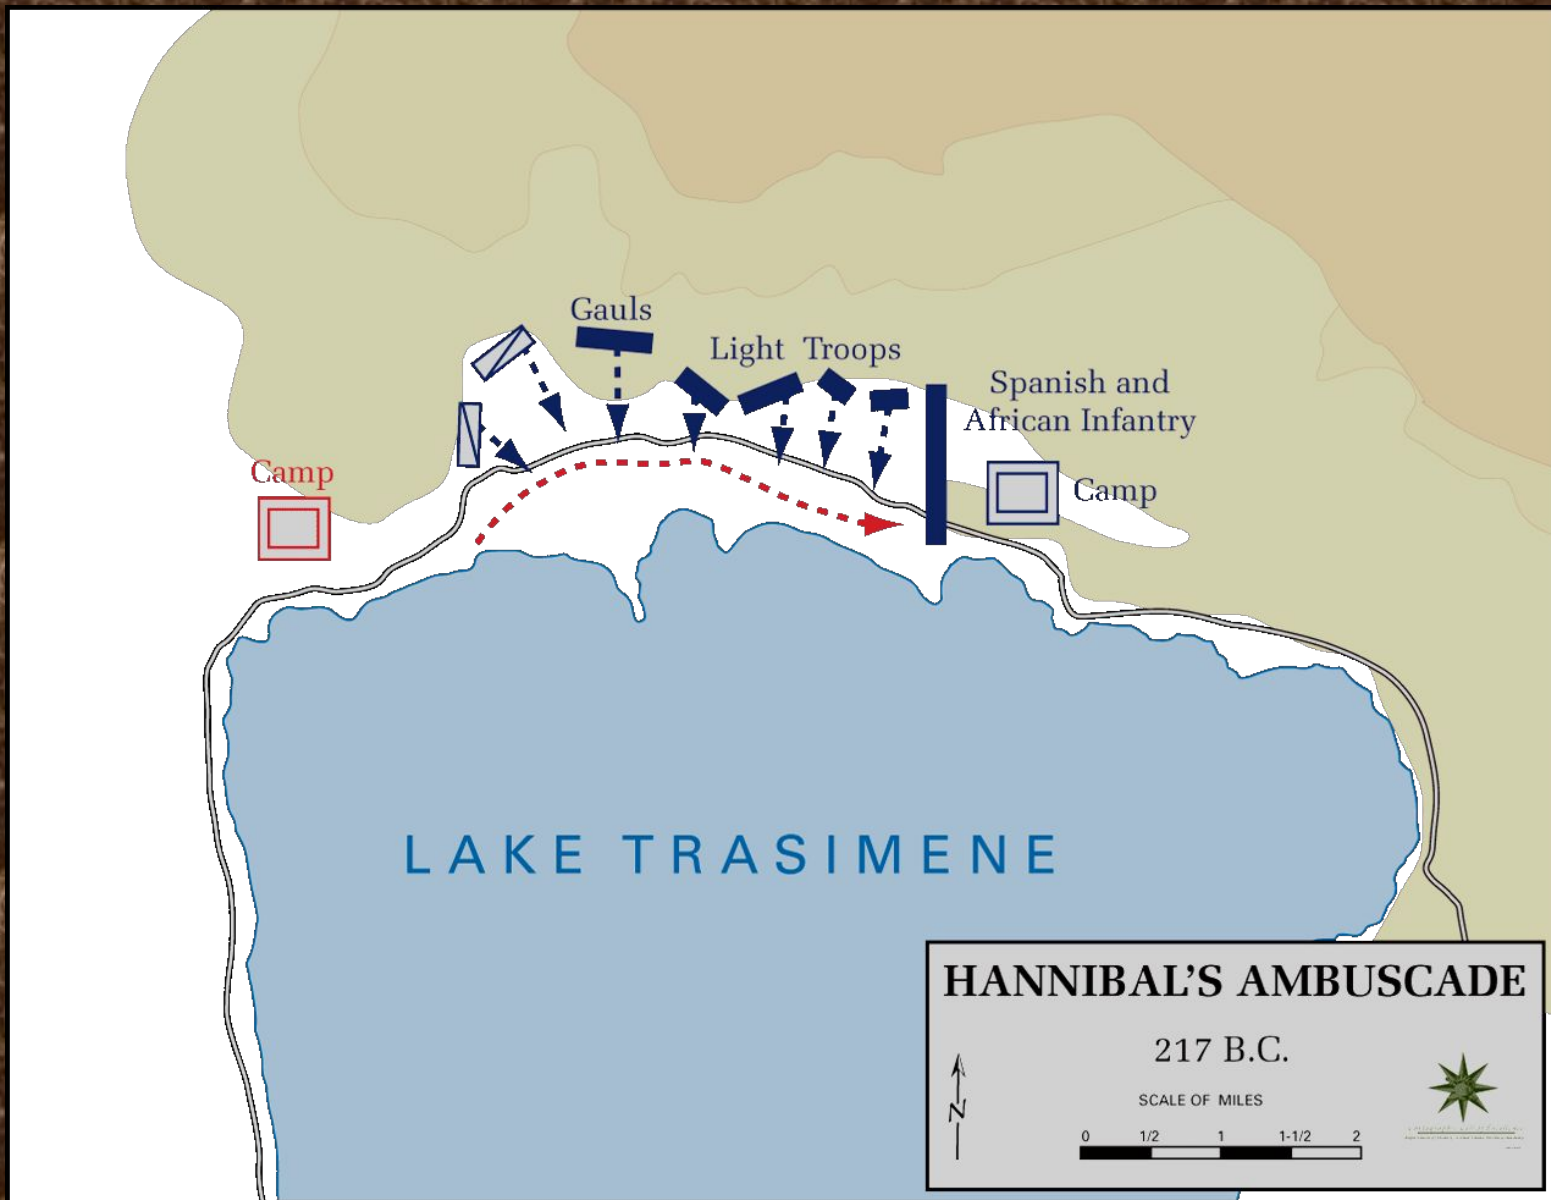 Gauls
Light Troops
Spanish and
African Infantry
Camp
Camp
LAKE TRASIMENE
HANNIBAL'S AMBUSCADE
217 B.C.
N
SCALE OF MILES
0 1/2 1 1-1/2 2